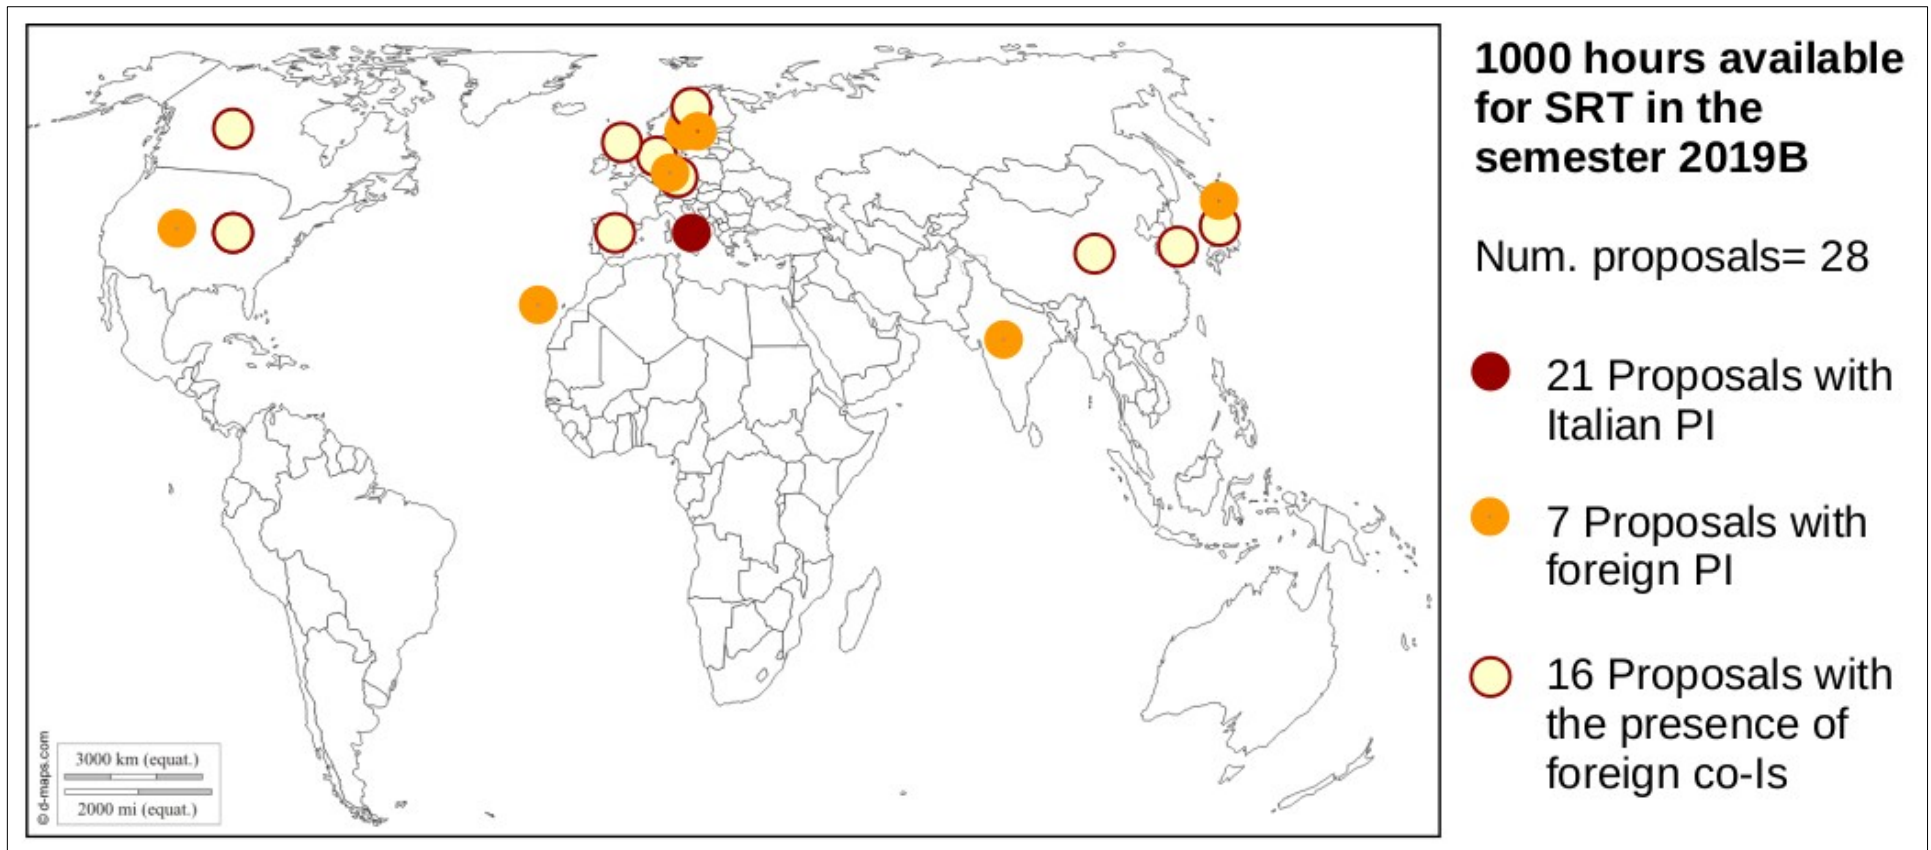 1000 hours available
for SRT in the
semester 2019B
Num. proposals= 28
21 Proposals with
Italian PI
7 Proposals with
foreign PI
16 Proposals with
the presence of
foreign co-Is
© d-maps.com
3000 km (equat.)
2000 mi (equat.)